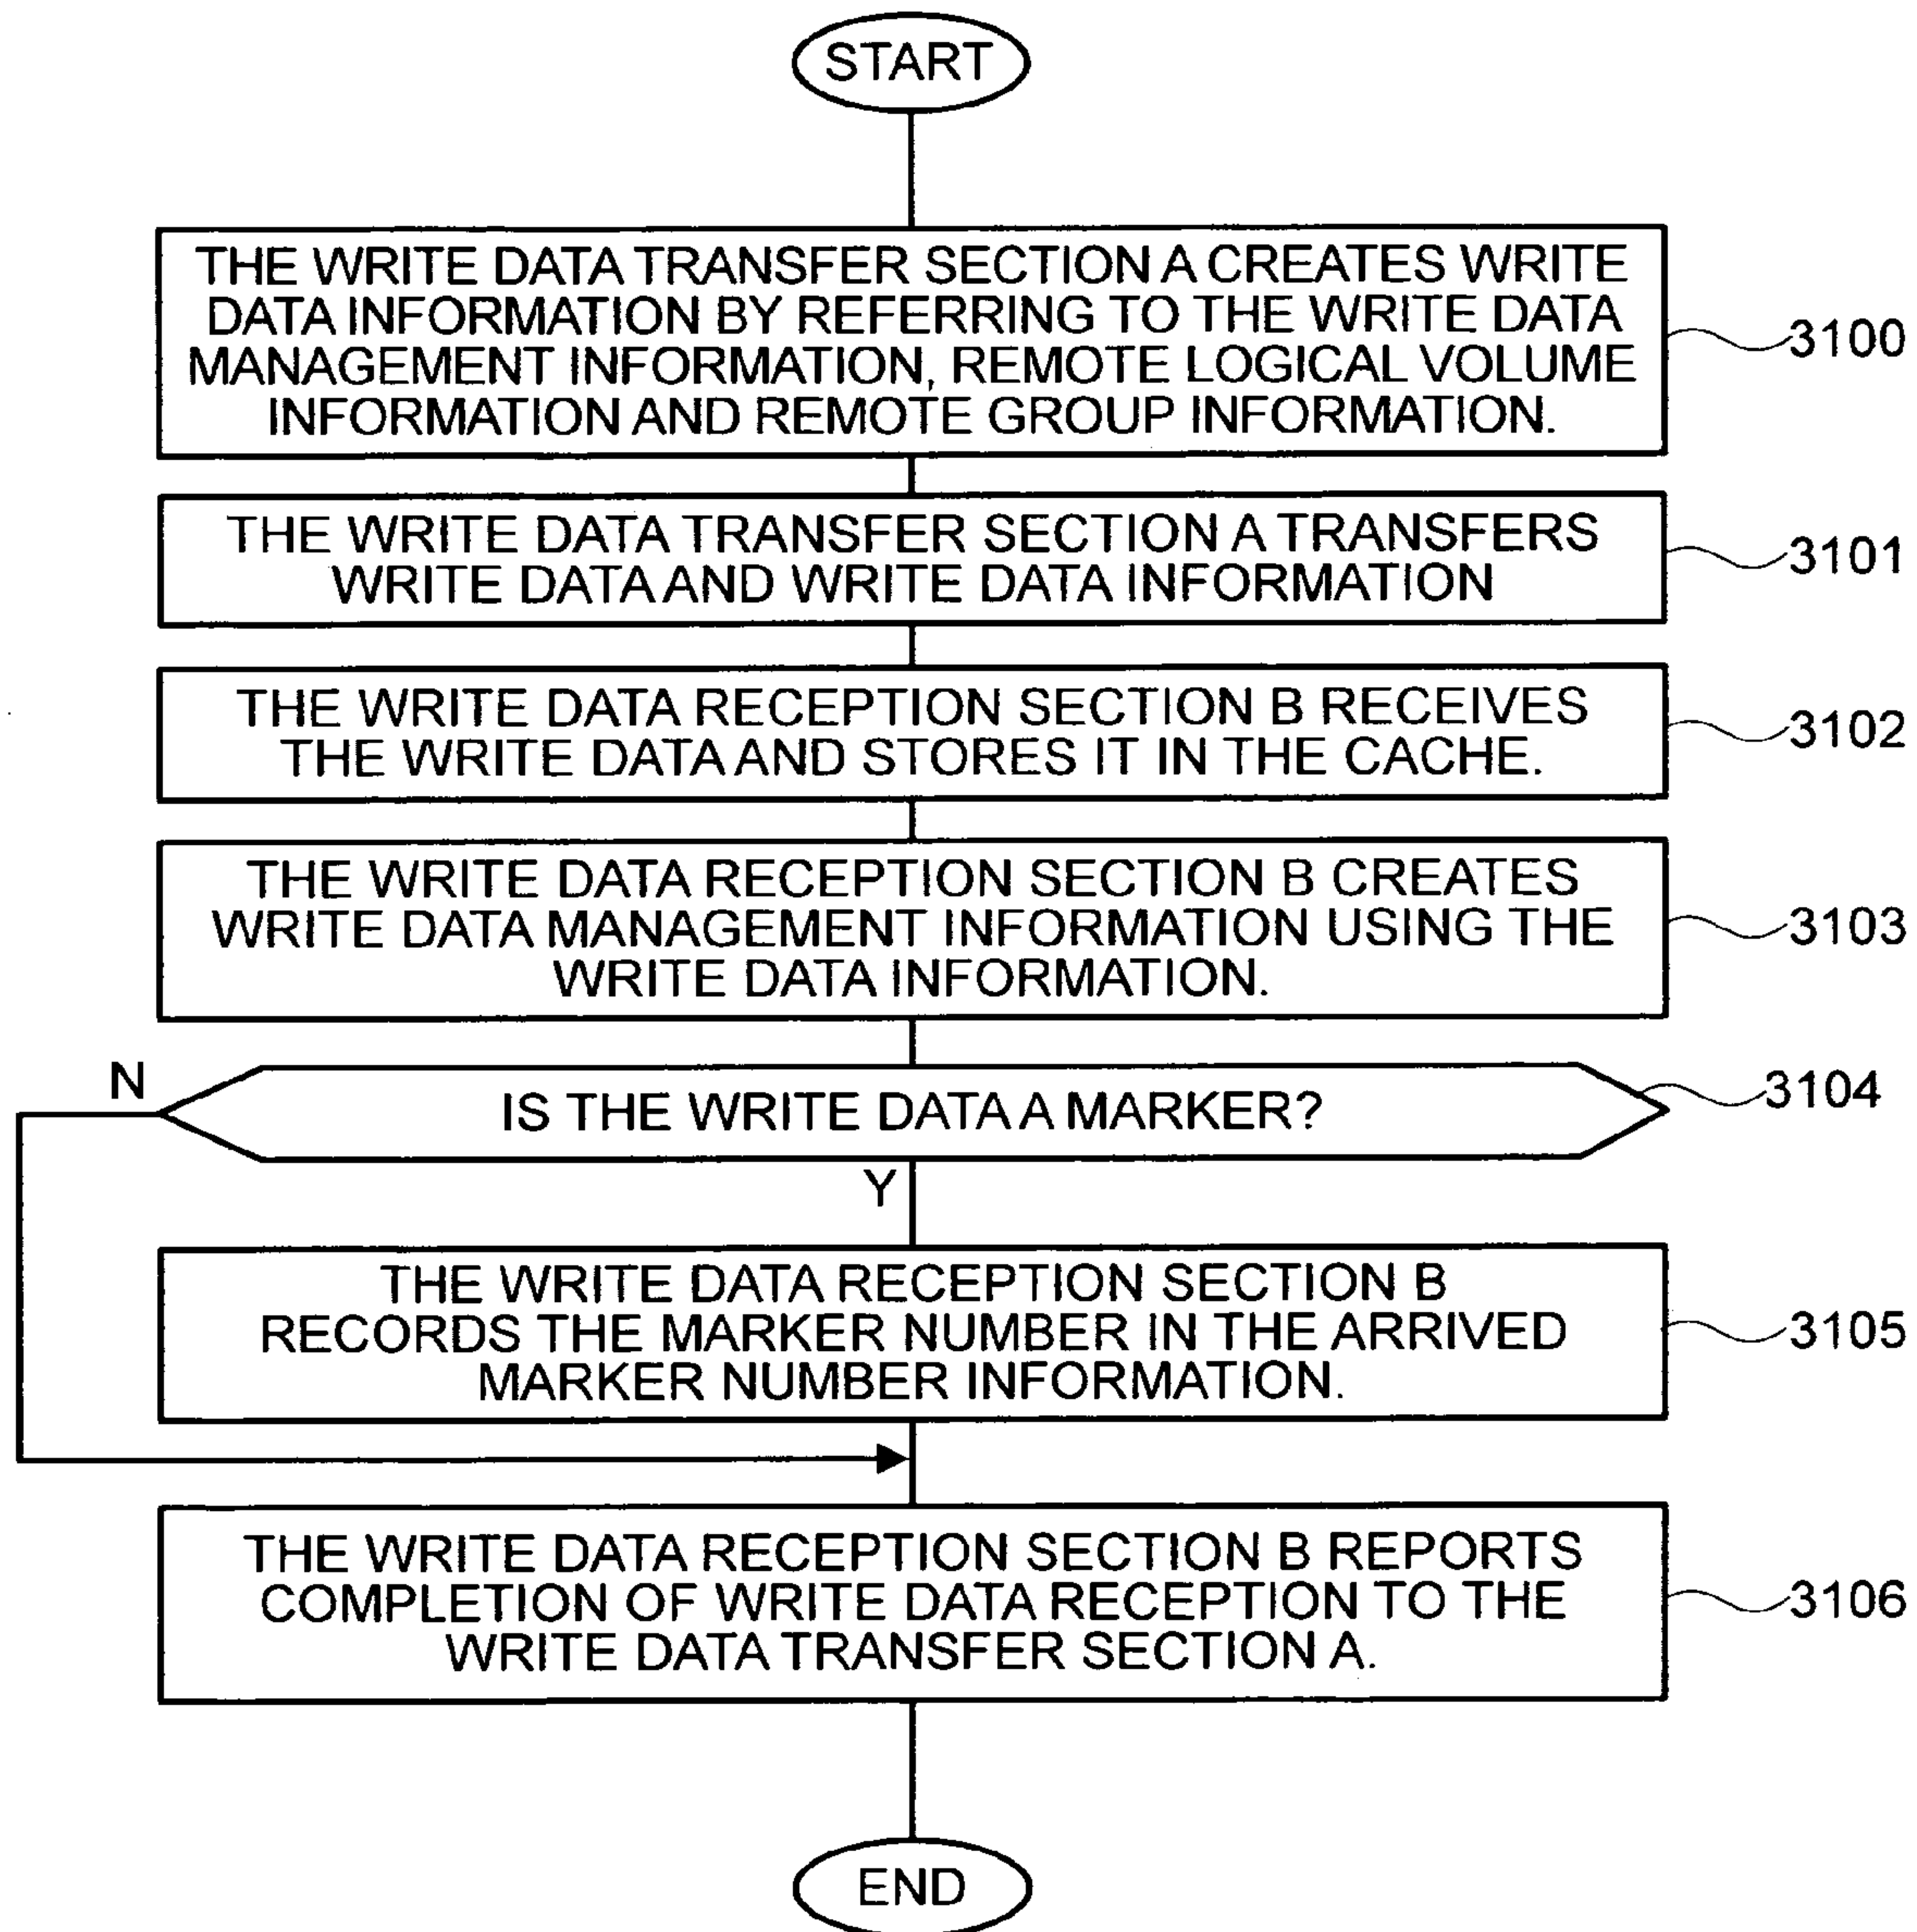 START
THE WRITE DATA TRANSFER SECTION A CREATES WRITE
DATA INFORMATION BY REFERRING TO THE WRITE DATA
MANAGEMENT INFORMATION, REMOTE LOGICAL VOLUME
INFORMATION AND REMOTE GROUP INFORMATION.
3100
THE WRITE DATA TRANSFER SECTION A TRANSFERS
WRITE DATA AND WRITE DATA INFORMATION
3101
THE WRITE DATA RECEPTION SECTION B RECEIVES
THE WRITE DATA AND STORES IT IN THE CACHE.
3102
THE WRITE DATA RECEPTION SECTION B CREATES
WRITE DATA MANAGEMENT INFORMATION USING THE
WRITE DATA INFORMATION.
3103
N
IS THE WRITE DATA A MARKER?
3104
Y
THE WRITE DATA RECEPTION SECTION B
RECORDS THE MARKER NUMBER IN THE ARRIVED
MARKER NUMBER INFORMATION.
3105
THE WRITE DATA RECEPTION SECTION B REPORTS
COMPLETION OF WRITE DATA RECEPTION TO THE
WRITE DATA TRANSFER SECTION A.
3106
END